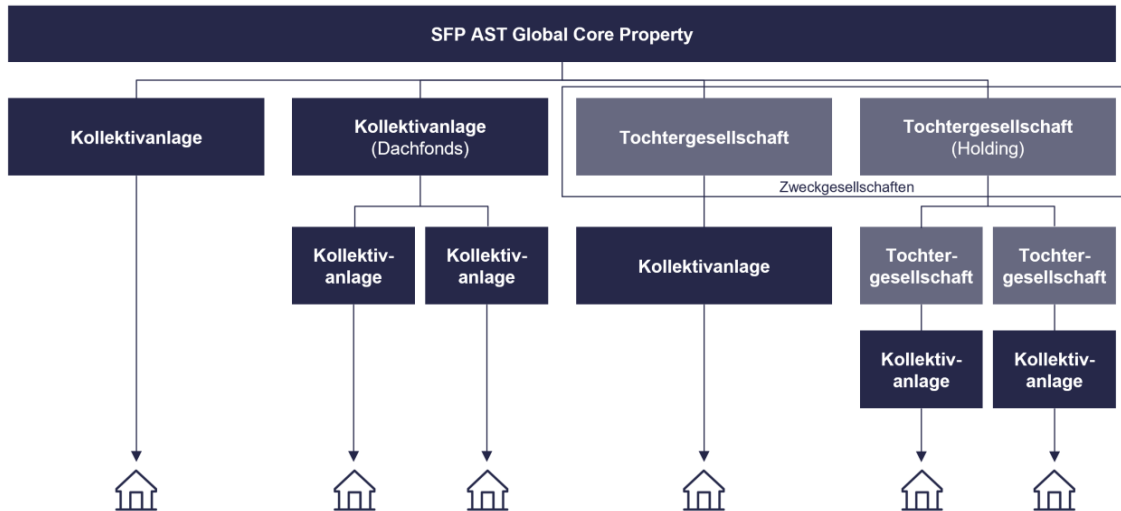 SFP AST Global Core Property
Kollektivanlage
Kollektivanlage
(Dachfonds)
Tochtergesellschaft
Tochtergesellschaft
(Holding)
Zweckgesellschaften
Kollektiv-
anlage
Kollektiv-
anlage
Kollektivanlage
Tochter-
gesellschaft
Tochter-
gesellschaft
Kollektiv-
anlage
Kollektiv-
anlage